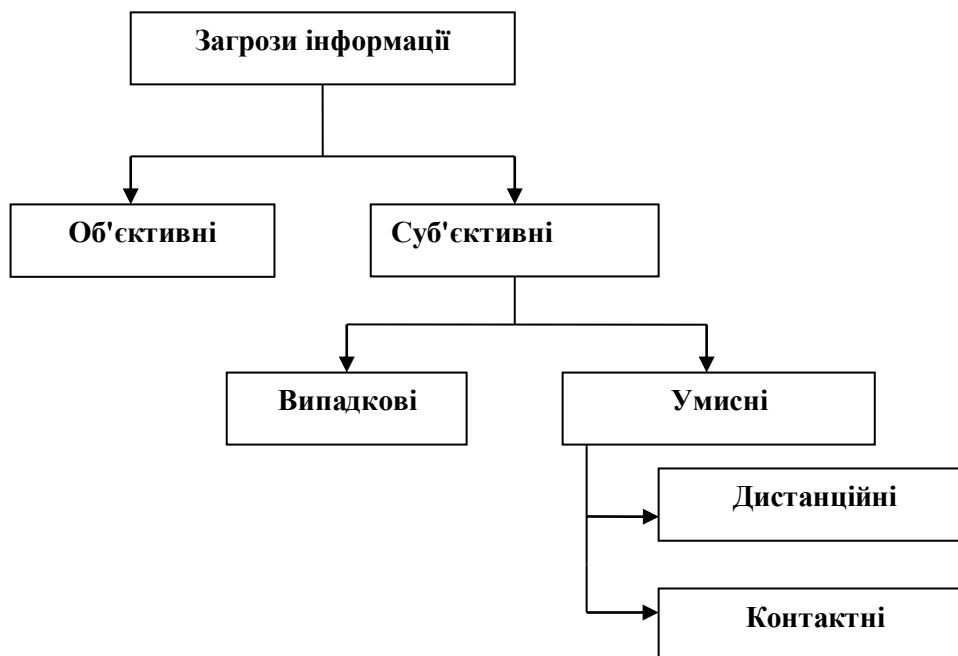 Загрози інформації
Об'єктивні
Суб'єктивні
Випадкові
Умисні
Дистанційні
Контактні